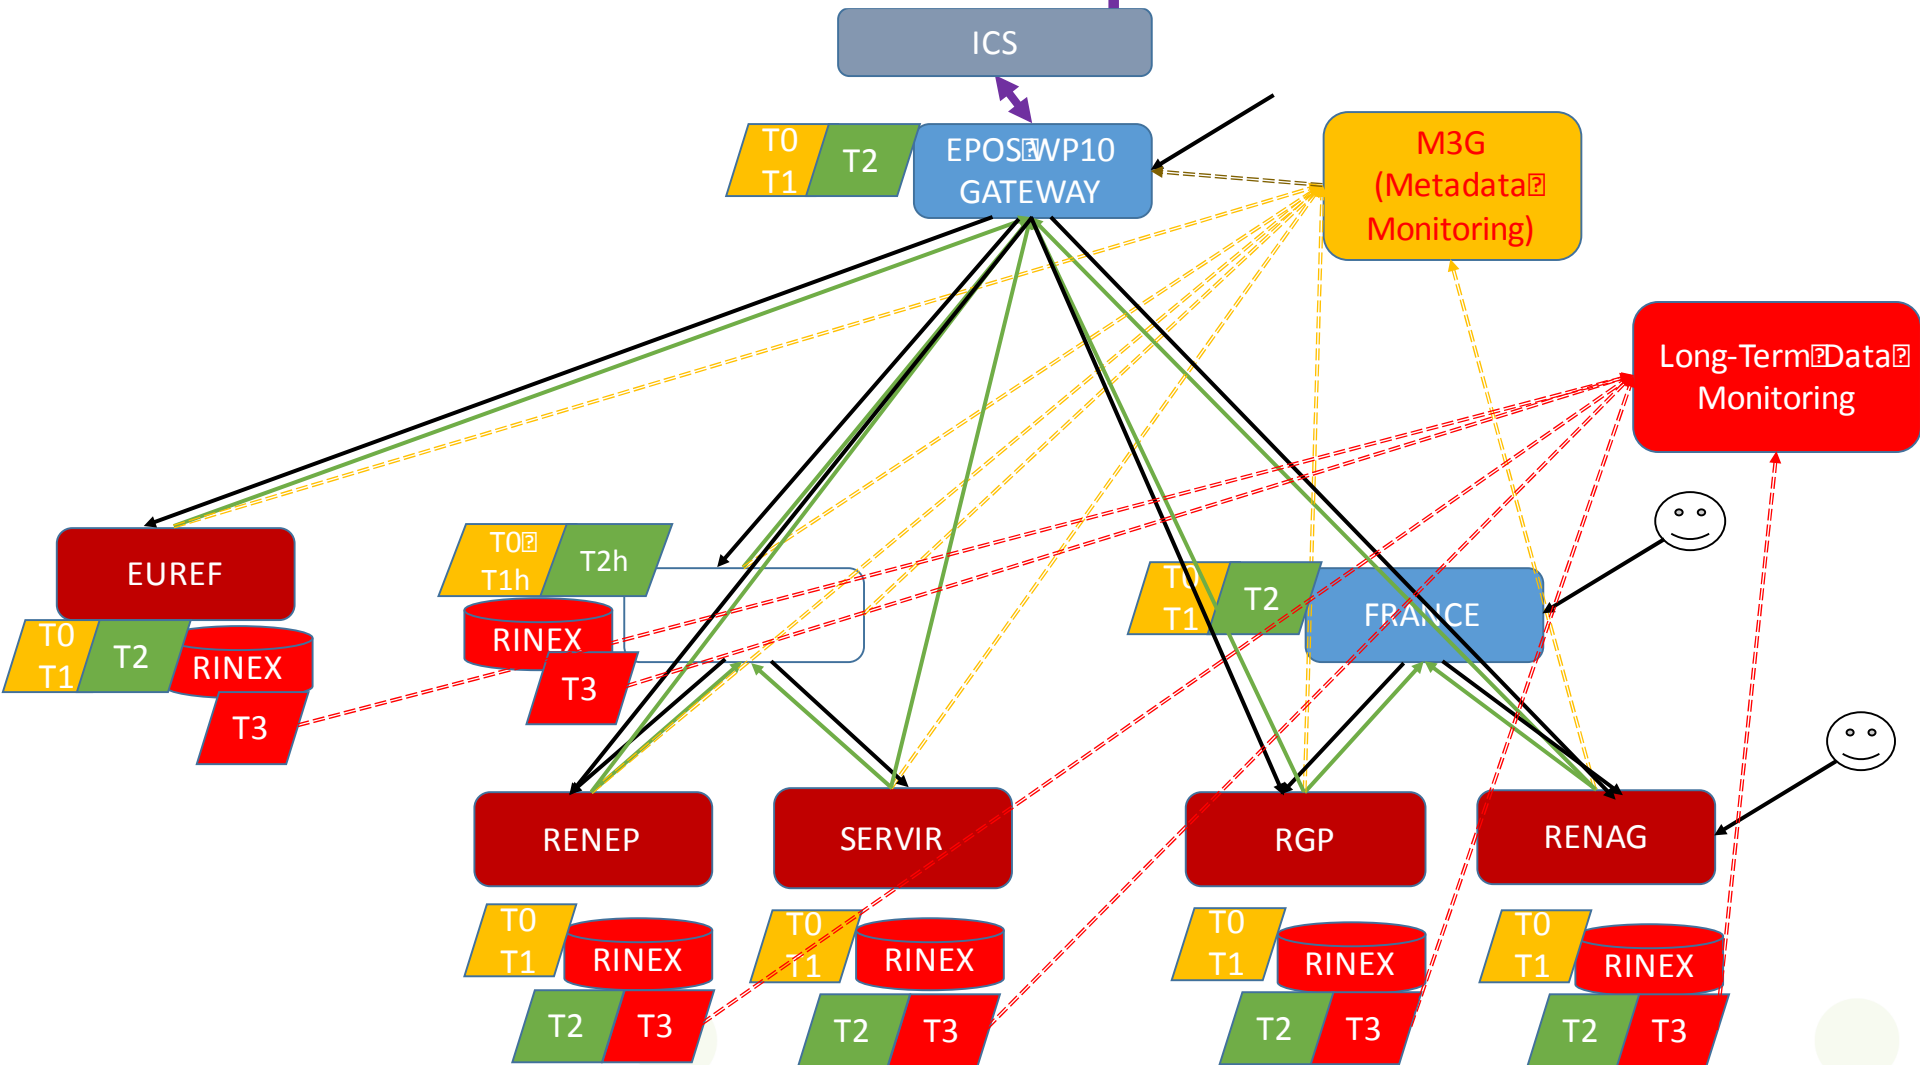 ICS
T0
T1
T2
EPOS WP10
GATEWAY
M3G
(Metadata
Monitoring)
Long-Term Data
Monitoring
EUREF
T0
T1
T2
RINEX
T3
T0
T1h
T2h
RINEX
T3
T0
T1
T2
FRANCE
RENEP
SERVIR
RGP
RENAG
T0
T1
RINEX
T2
T3
T0
T1
RINEX
T2
T3
T0
T1
RINEX
T2
T3
T0
T1
RINEX
T2
T3